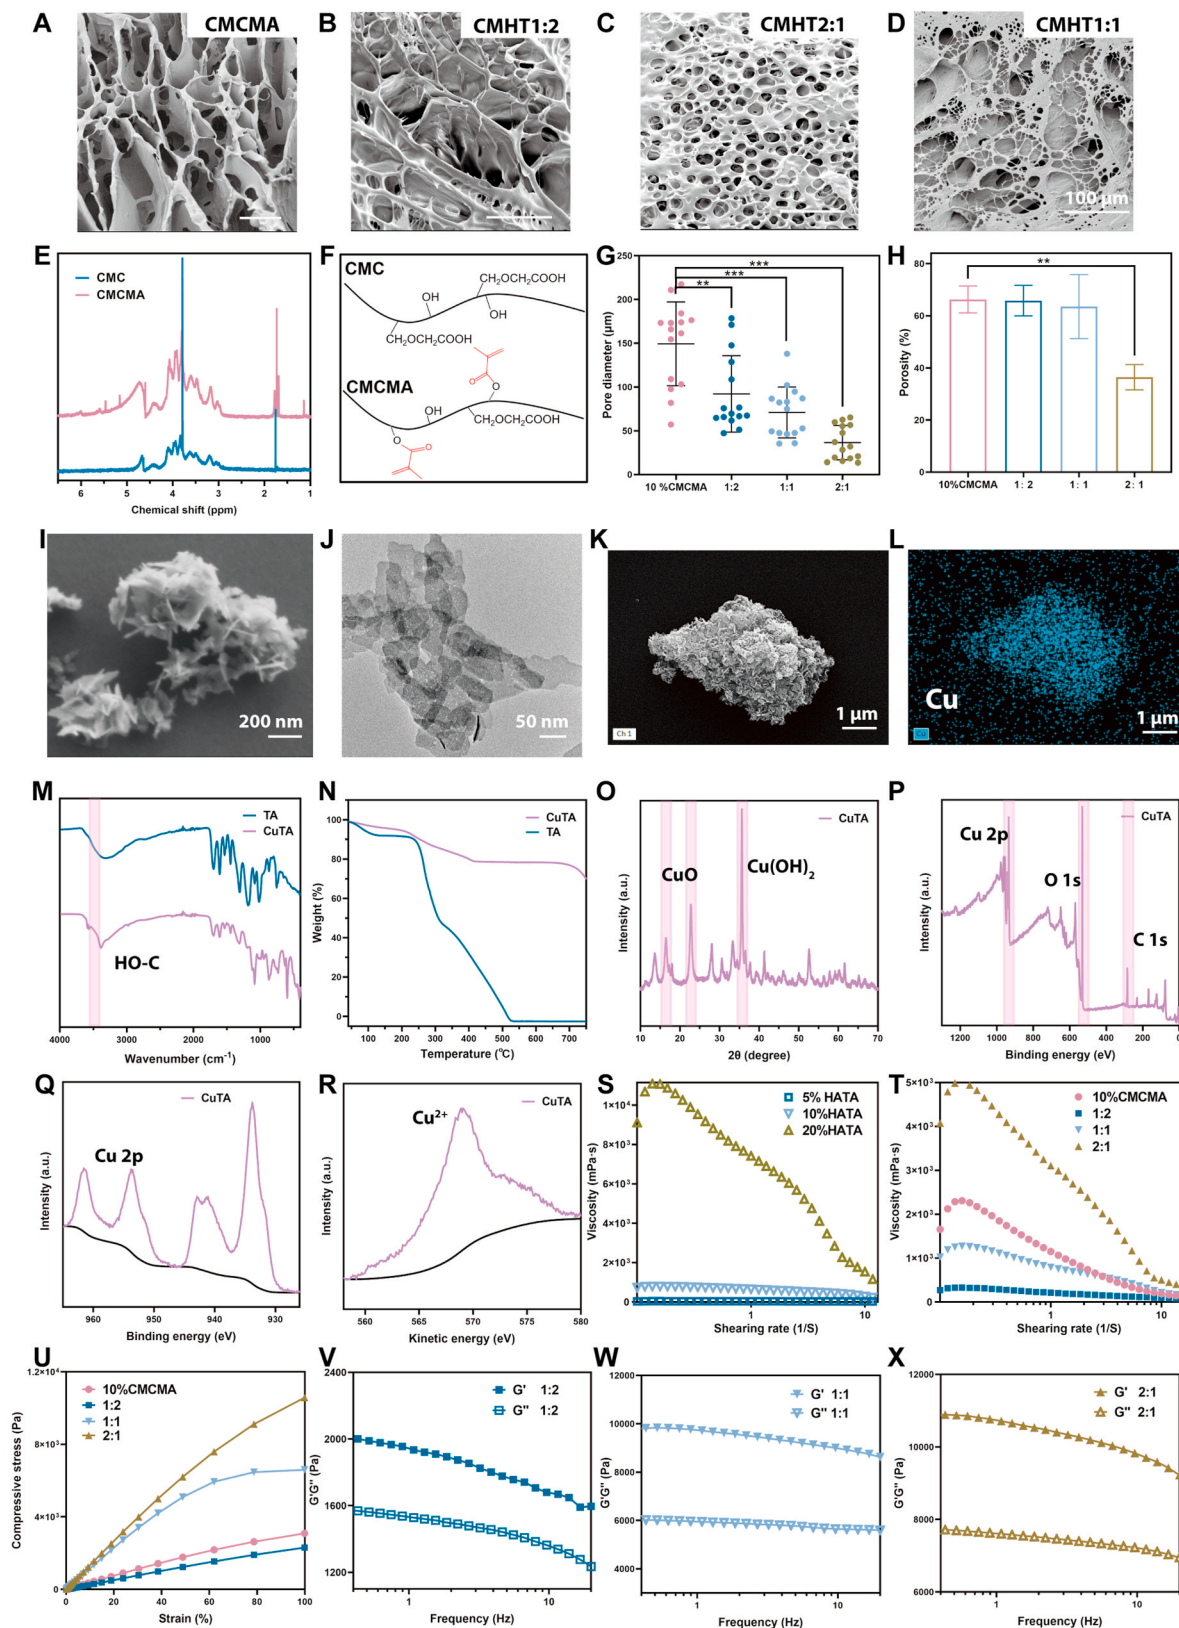 A CMCMA
B CMHT1:2
C CMHT2:1
D CMHT1:1
100 µm
E
CMC
CMCMA
6 5 4 3 2 1
Chemical shift (ppm)
F
CMC
CH₂OCH₂COOH
OH
OH
CH₂OCH₂COOH
CMCMA
O
O
OH
CH₂OCH₂COOH
O
O
G
Pore diameter (µm)
250
200
150
100
50
0
***
***
**
10 %CMCMA 1:2 1:1 2:1
H
Porosity (%)
80
60
40
20
0
**
10%CMCMA 1: 2 1: 1 2: 1
I
200 nm
J
50 nm
K
Ch 1
1 µm
L
Cu
Cu
1 µm
M
TA
CuTA
HO-C
4000 3000 2000 1000
Wavenumber (cm⁻¹)
N
CuTA
TA
Weight (%)
100
90
80
70
60
50
40
30
20
10
0
100 200 300 400 500 600 700
Temperature (°C)
O
CuTA
CuO
Cu(OH)₂
Intensity (a.u.)
10 20 30 40 50 60 70
2θ (degree)
P
CuTA
Cu 2p
O 1s
C 1s
Intensity (a.u.)
1200 1000 800 600 400 200 0
Binding energy (eV)
Q
CuTA
Cu 2p
Intensity (a.u.)
960 950 940 930
Binding energy (eV)
R
CuTA
Cu²⁺
Intensity (a.u.)
560 565 570 575 580
Kinetic energy (eV)
S
5% HATA
10%HATA
20%HATA
Viscosity (mPa·s)
1×10⁴
8×10³
6×10³
4×10³
2×10³
0
1 10
Shearing rate (1/S)
T
10%CMCMA
1:2
1:1
2:1
Viscosity (mPa·s)
5×10³
4×10³
3×10³
2×10³
1×10³
0
1 10
Shearing rate (1/S)
U
10%CMCMA
1:2
1:1
2:1
Compressive stress (Pa)
1.2×10⁴
8×10³
4×10³
0
0 20 40 60 80 100
Strain (%)
V
G' 1:2
G'' 1:2
G'G'' (Pa)
2400
2000
1600
1200
1 10
Frequency (Hz)
W
G' 1:1
G'' 1:1
G'G'' (Pa)
12000
10000
8000
6000
4000
1 10
Frequency (Hz)
X
G' 2:1
G'' 2:1
G'G'' (Pa)
12000
10000
8000
6000
1 10
Frequency (Hz)